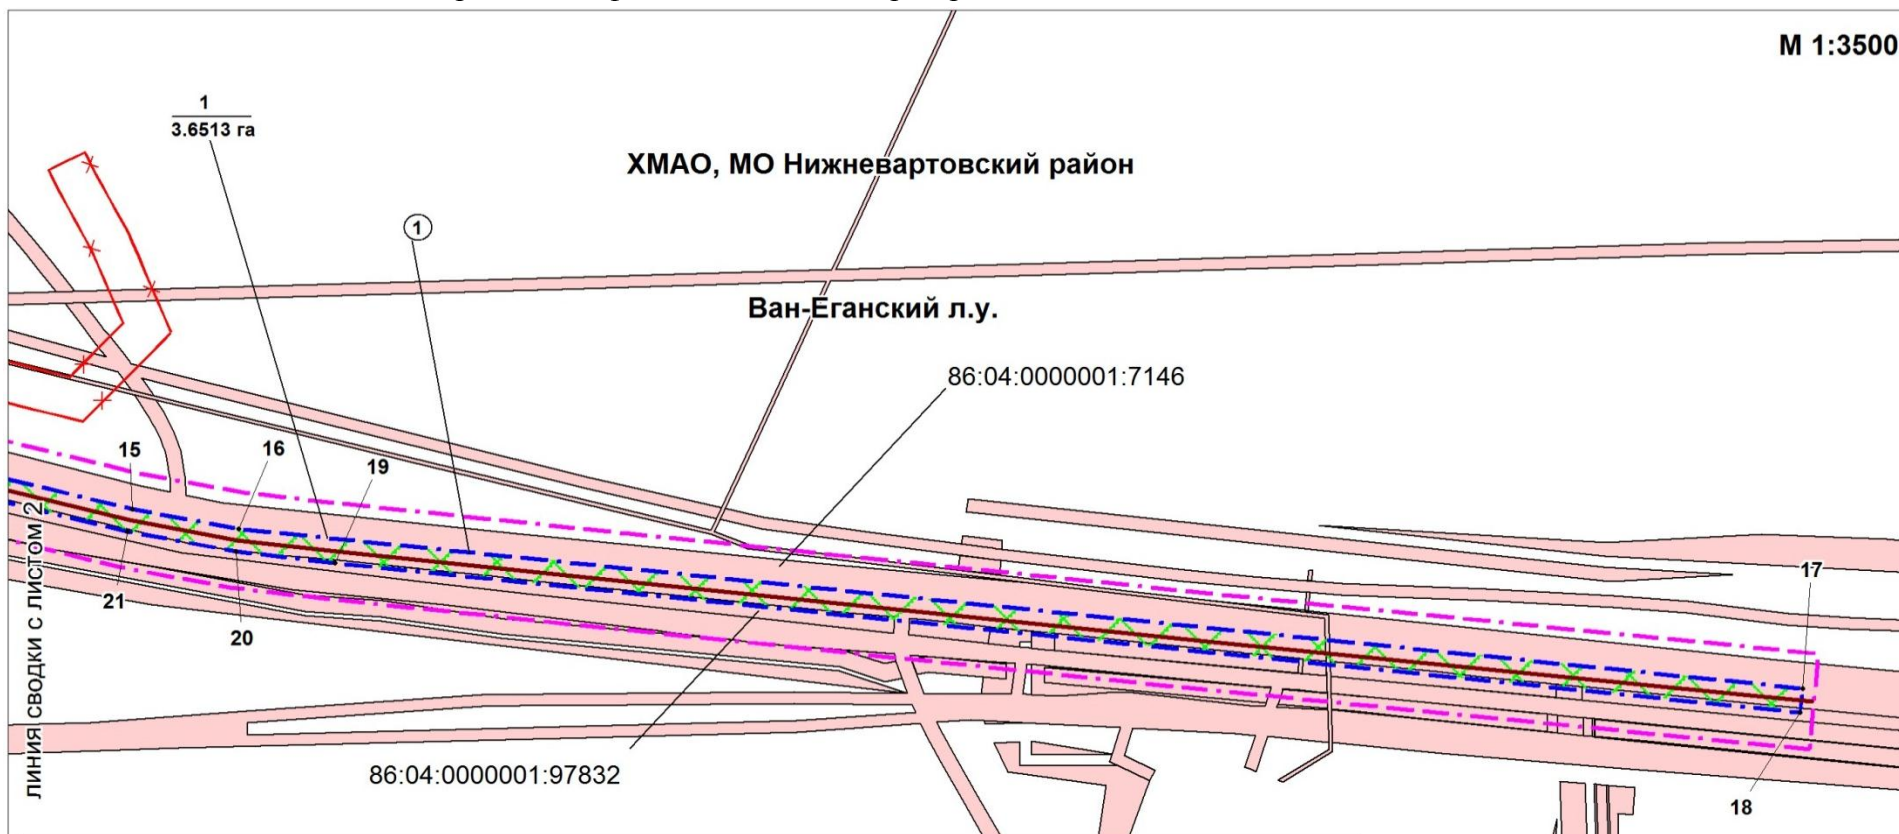 М 1:3500
1
3.6513 га
ХМАО, МО Нижневартовский район
1
Ван-Еганский л.у.
86:04:0000001:7146
15
16
19
17
21
20
86:04:0000001:97832
18
ЛИНИЯ СВОДКИ С ЛИСТОМ 2